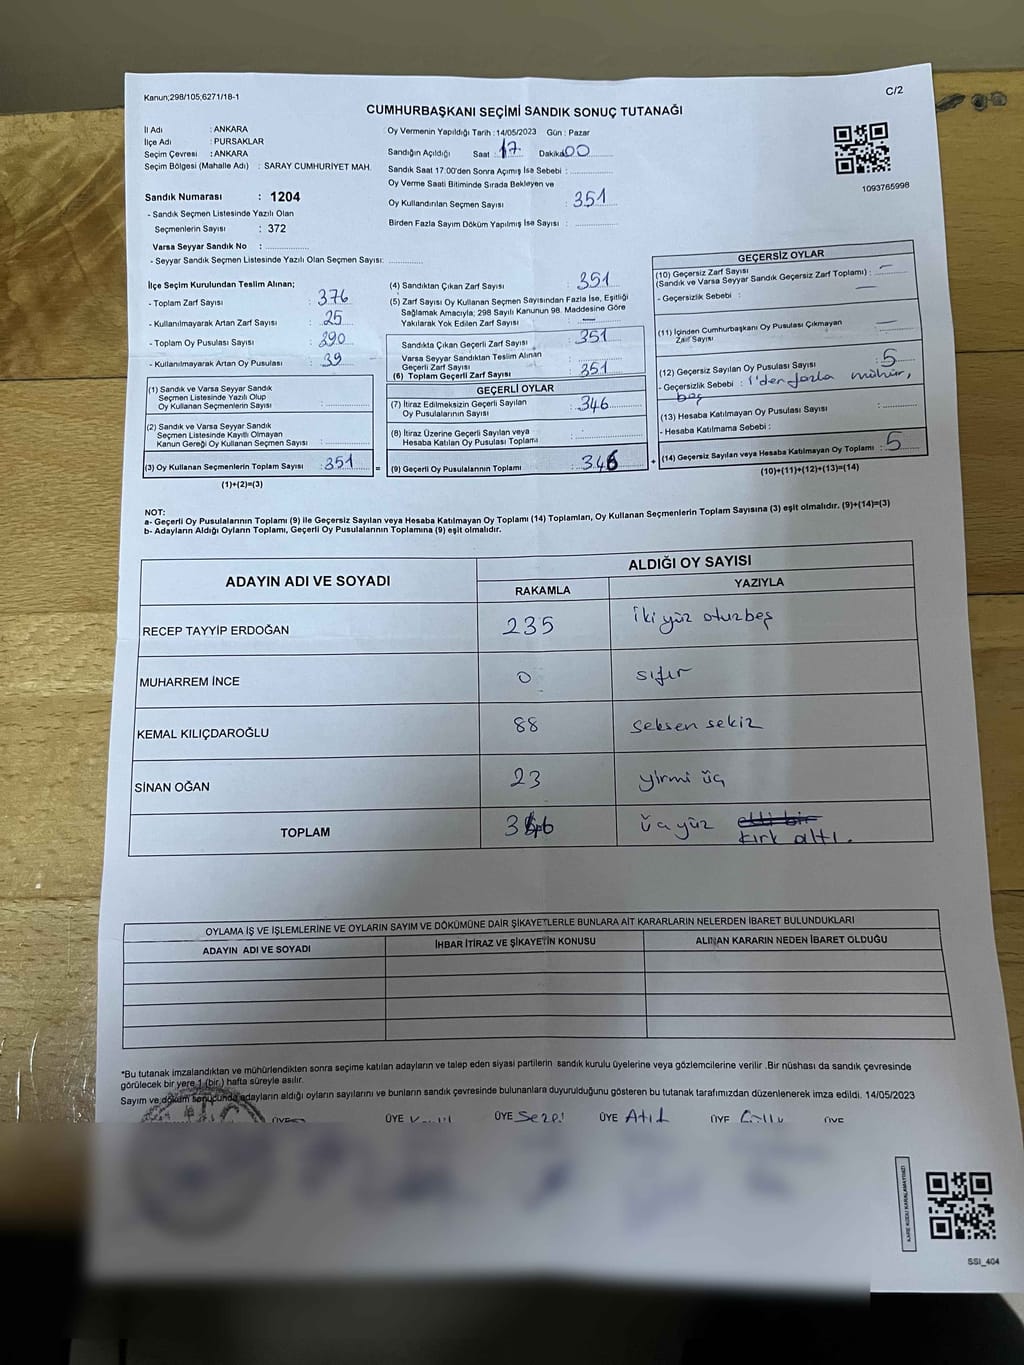 Kanun;298/105;6271/18-1
C/2
CUMHURBAŞKANI SEÇİMİ SANDIK SONUÇ TUTANAĞI
İl Adı : ANKARA
İlçe Adı : PURSAKLAR
Seçim Çevresi : ANKARA
Seçim Bölgesi (Mahalle Adı) : SARAY CUMHURİYET MAH.
Sandık Numarası : 1204
- Sandık Seçmen Listesinde Yazılı Olan
Seçmenlerin Sayısı : 372
Varsa Seyyar Sandık No :
- Seyyar Sandık Seçmen Listesinde Yazılı Olan Seçmen Sayısı:
Oy Vermenin Yapıldığı Tarih : 14/05/2023 Gün : Pazar
Sandığın Açıldığı Saat : 17 Dakika 00
Sandık Saat 17:00'den Sonra Açımış İse Sebebi :
Oy Verme Saati Bitiminde Sırada Bekleyen ve
Oy Kullandırılan Seçmen Sayısı : 351
Birden Fazla Sayım Döküm Yapılmış İse Sayısı :
1093765998
İlçe Seçim Kurulundan Teslim Alınan;
- Toplam Zarf Sayısı : 376
- Kullanılmayarak Artan Zarf Sayısı : 25
- Toplam Oy Pusulası Sayısı : 390
- Kullanılmayarak Artan Oy Pusulası : 39
(1) Sandık ve Varsa Seyyar Sandık
Seçmen Listesinde Yazılı Olup
Oy Kullanan Seçmenlerin Sayısı :
(2) Sandık ve Varsa Seyyar Sandık
Seçmen Listesinde Kayıtlı Olmayan
Kanun Gereği Oy Kullanan Seçmen Sayısı :
(3) Oy Kullanan Seçmenlerin Toplam Sayısı : 351 =
(1)+(2)=(3)
(4) Sandıktan Çıkan Zarf Sayısı : 351
(5) Zarf Sayısı Oy Kullanan Seçmen Sayısından Fazla İse, Eşitliği
Sağlamak Amacıyla; 298 Sayılı Kanunun 98. Maddesine Göre
Yakılarak Yok Edilen Zarf Sayısı : —
Sandıkta Çıkan Geçerli Zarf Sayısı : 351
Varsa Seyyar Sandıktan Teslim Alınan
Geçerli Zarf Sayısı :
(6) Toplam Geçerli Zarf Sayısı : 351
GEÇERLİ OYLAR
(7) İtiraz Edilmeksizin Geçerli Sayılan
Oy Pusulalarının Sayısı : 346
(8) İtiraz Üzerine Geçerli Sayılan veya
Hesaba Katılan Oy Pusulası Toplamı :
(9) Geçerli Oy Pusulalarının Toplamı : 346 +
GEÇERSİZ OYLAR
(10) Geçersiz Zarf Sayısı
(Sandık ve Varsa Seyyar Sandık Geçersiz Zarf Toplamı) : —
- Geçersizlik Sebebi : —
(11) İçinden Cumhurbaşkanı Oy Pusulası Çıkmayan
Zarf Sayısı : —
(12) Geçersiz Sayılan Oy Pusulası Sayısı : 5
- Geçersizlik Sebebi : 1'den fazla mühür,
boş
(13) Hesaba Katılmayan Oy Pusulası Sayısı :
- Hesaba Katılmama Sebebi :
(14) Geçersiz Sayılan veya Hesaba Katılmayan Oy Toplamı : 5
(10)+(11)+(12)+(13)=(14)
NOT:
a- Geçerli Oy Pusulalarının Toplamı (9) ile Geçersiz Sayılan veya Hesaba Katılmayan Oy Toplamı (14) Toplamları, Oy Kullanan Seçmenlerin Toplam Sayısına (3) eşit olmalıdır. (9)+(14)=(3)
b- Adayların Aldığı Oyların Toplamı, Geçerli Oy Pusulalarının Toplamına (9) eşit olmalıdır.
ADAYIN ADI VE SOYADI
ALDIĞI OY SAYISI
RAKAMLA YAZIYLA
RECEP TAYYİP ERDOĞAN 235 iki yüz otuzbeş
MUHARREM İNCE 0 sıfır
KEMAL KILIÇDAROĞLU 88 seksen sekiz
SİNAN OĞAN 23 yirmi üç
TOPLAM 346 üç yüz elli bir
kırk altı.
OYLAMA İŞ VE İŞLEMLERİNE VE OYLARIN SAYIM VE DÖKÜMÜNE DAİR ŞİKAYETLERLE BUNLARA AİT KARARLARIN NELERDEN İBARET BULUNDUKLARI
ADAYIN ADI VE SOYADI İHBAR İTİRAZ VE ŞİKAYETİN KONUSU ALINAN KARARIN NEDEN İBARET OLDUĞU
*Bu tutanak imzalandıktan ve mühürlendikten sonra seçime katılan adayların ve talep eden siyasi partilerin sandık kurulu üyelerine veya gözlemcilerine verilir .Bir nüshası da sandık çevresinde
görülecek bir yere 1 (bir) hafta süreyle asılır.
Sayım ve döküm sonucunda adayların aldığı oyların sayılarını ve bunların sandık çevresinde bulunanlara duyurulduğunu gösteren bu tutanak tarafımızdan düzenlenerek imza edildi. 14/05/2023
ÜYE ÜYE ÜYE ÜYE Atıf ÜYE ÜYE
KARE KODU KARALAMAYINIZ!
SSI_404